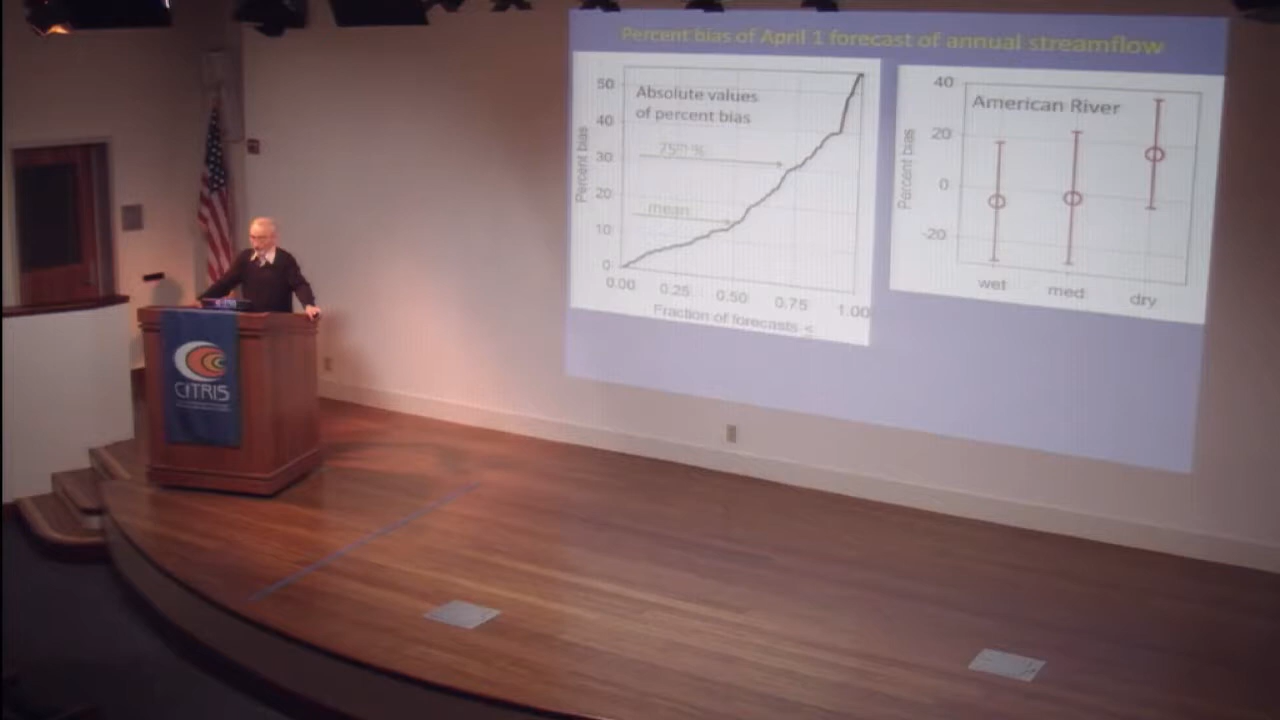 Percent bias of April 1 forecast of annual streamflow
Absolute values
of percent bias
75th %
mean
Percent bias
50
40
30
20
10
0
0.00 0.25 0.50 0.75 1.00
Fraction of forecasts ≤
American River
Percent bias
40
20
0
-20
wet med dry
CITRIS